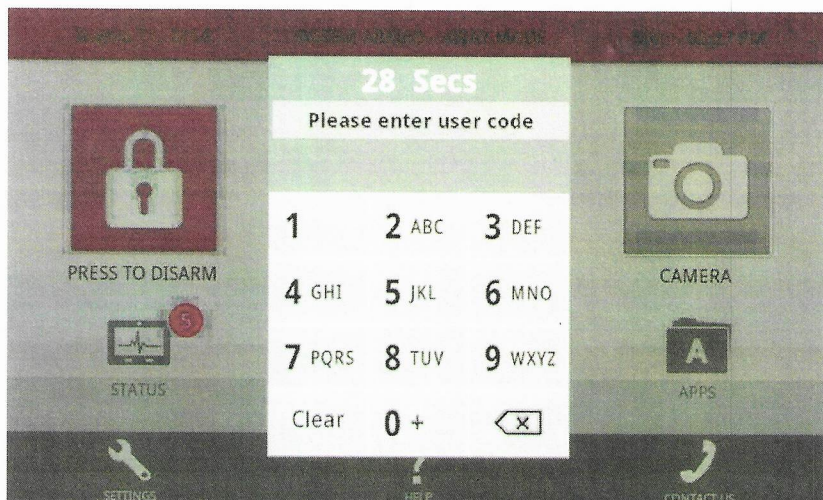 28 Secs
Please enter user code
1 2 ABC 3 DEF
PRESS TO DISARM
CAMERA
4 GHI 5 JKL 6 MNO
5
A
7 PQRS 8 TUV 9 WXYZ
STATUS
APPS
Clear 0 +
?
SETTINGS
HELP
CONTACT US